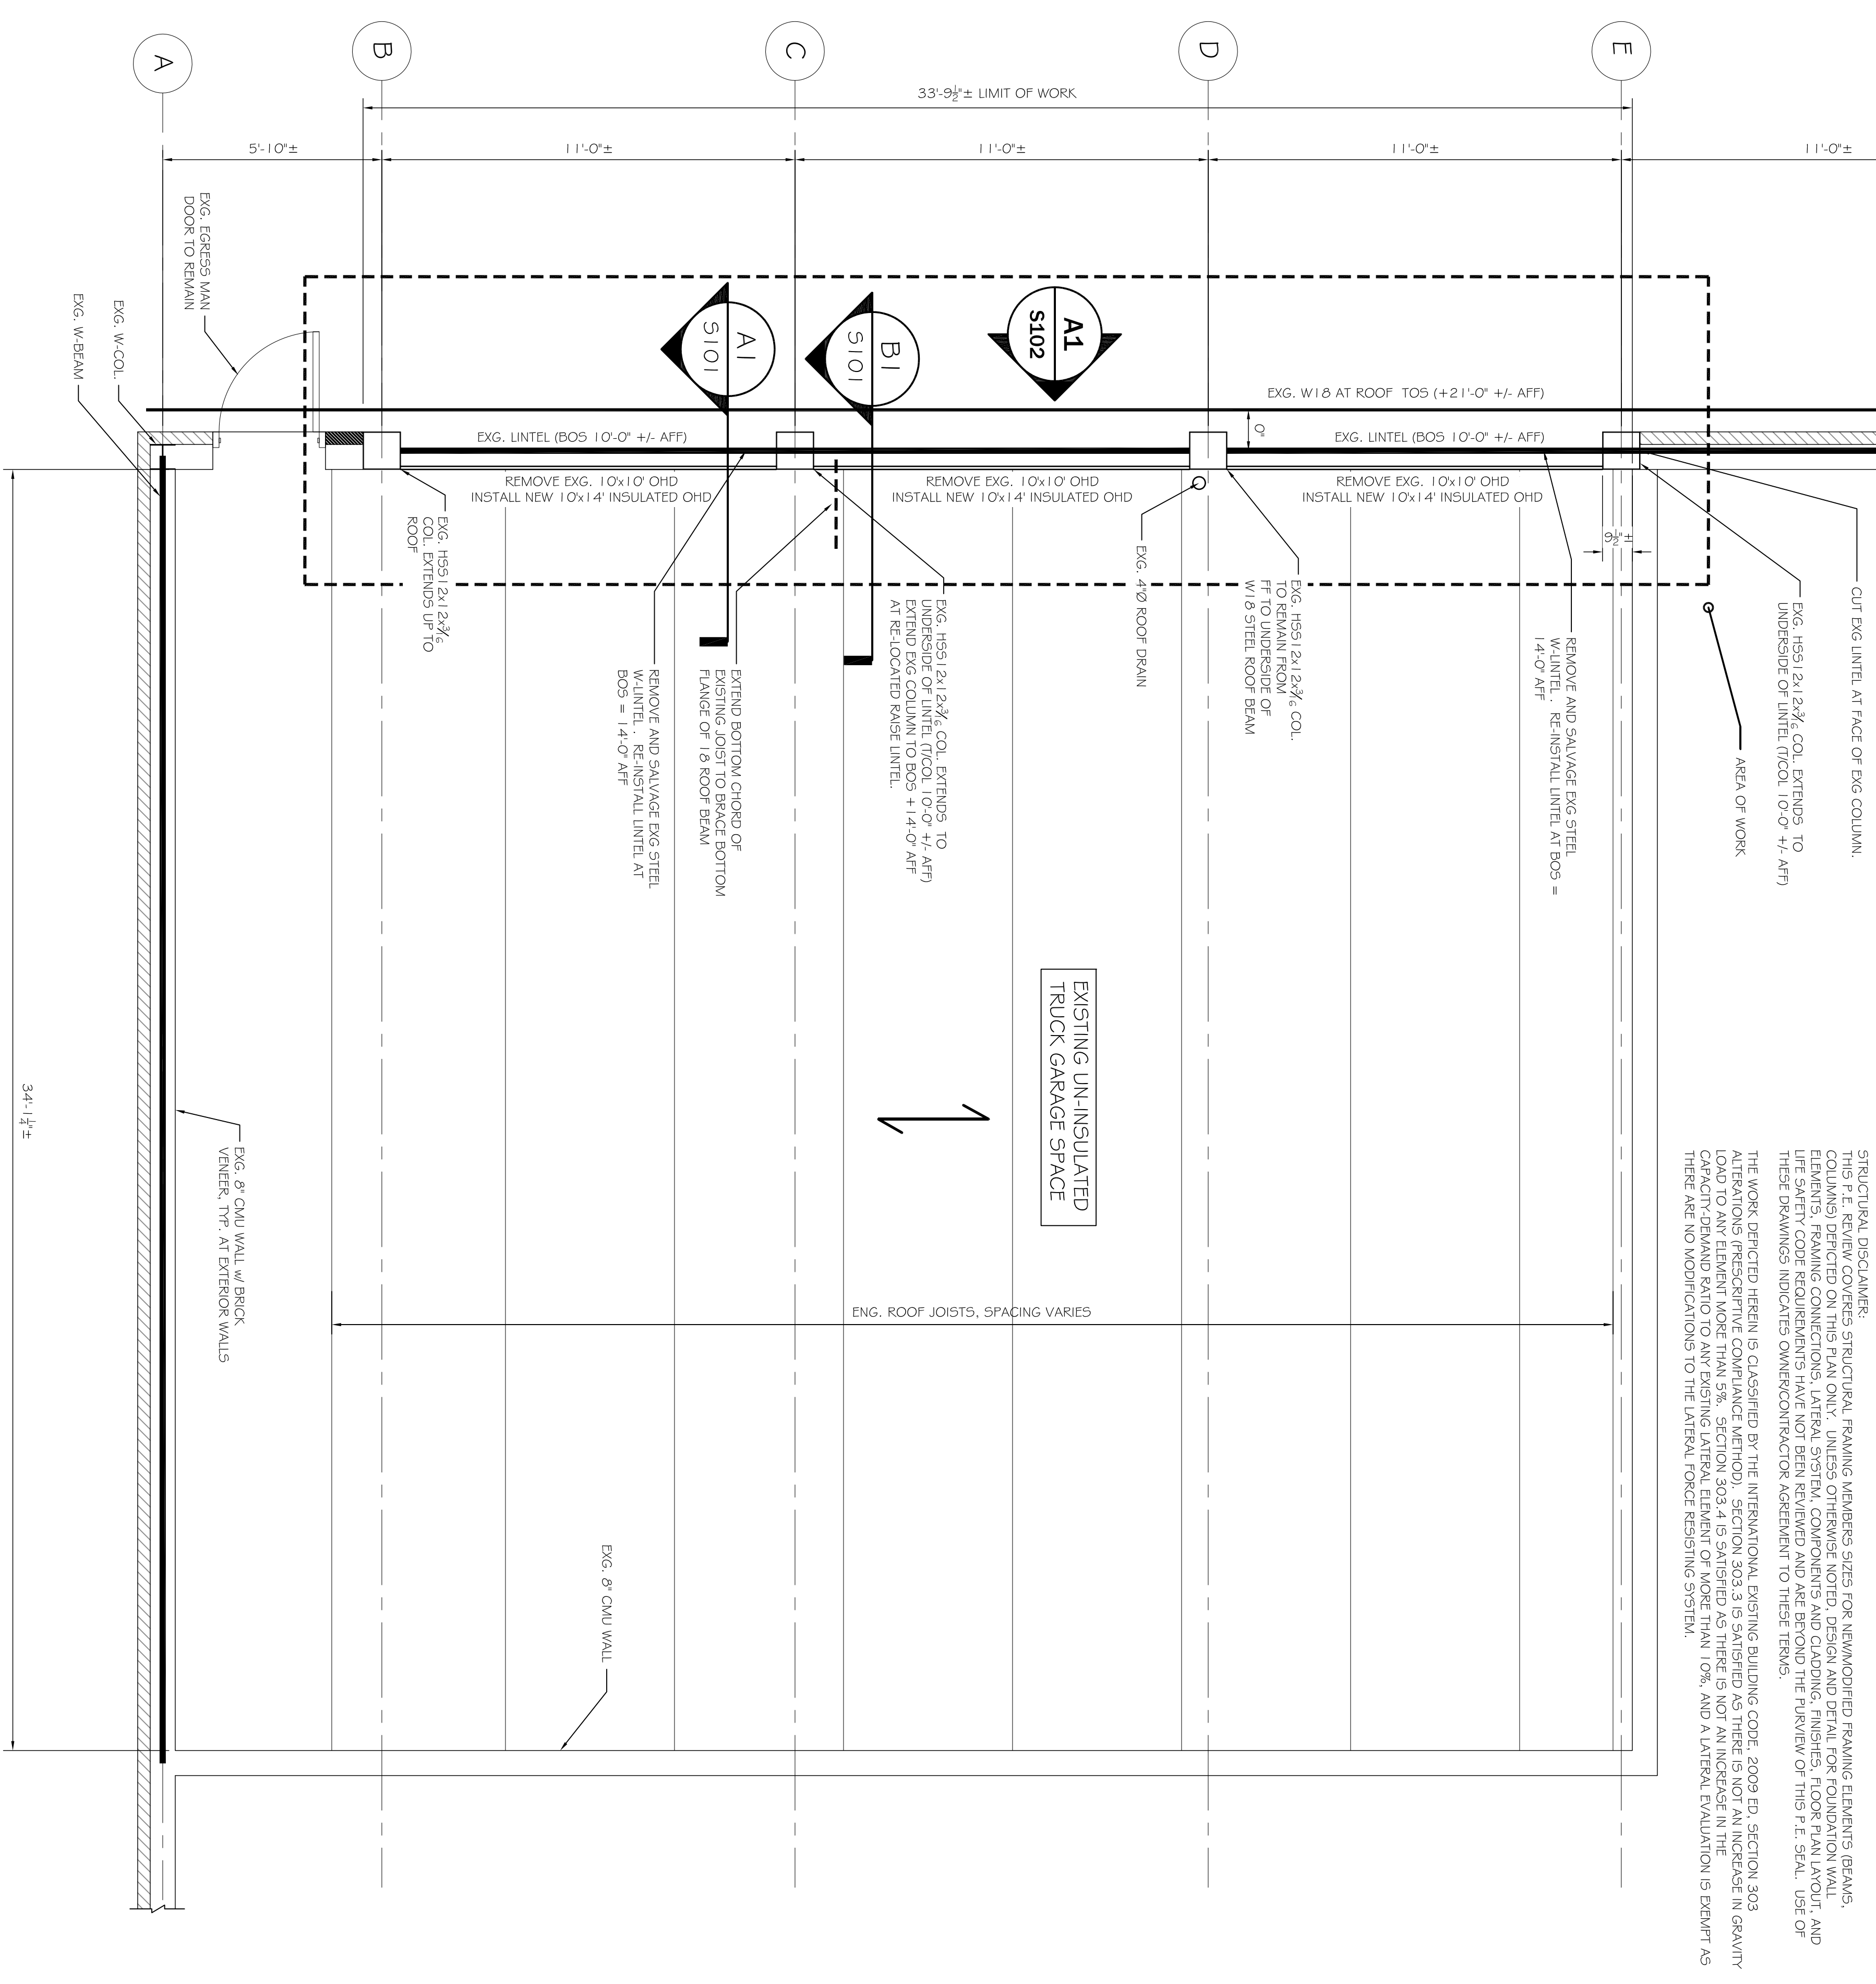 A
B
C
D
E
33'-9½"± LIMIT OF WORK
5'-10"±
11'-0"±
11'-0"±
11'-0"±
11'-0"±
EXG. EGRESS MAN
DOOR TO REMAIN
EXG. W-COL.
EXG. W-BEAM
A1
S101
B1
S101
A1
S102
EXG. W18 AT ROOF TOS (+21'-0" +/- AFF)
0"
EXG. LINTEL (BOS 10'-0" +/- AFF)
EXG. LINTEL (BOS 10'-0" +/- AFF)
REMOVE EXG. 10'x10' OHD
INSTALL NEW 10'x14' INSULATED OHD
REMOVE EXG. 10'x10' OHD
INSTALL NEW 10'x14' INSULATED OHD
REMOVE EXG. 10'x10' OHD
INSTALL NEW 10'x14' INSULATED OHD
9½"±
EXG. HSS12x12x3/16
COL. EXTENDS UP TO
ROOF
REMOVE AND SALVAGE EXG STEEL
W-LINTEL . RE-INSTALL LINTEL AT
BOS = 14'-0" AFF
EXTEND BOTTOM CHORD OF
EXISTING JOIST TO BRACE BOTTOM
FLANGE OF 18 ROOF BEAM
EXG. HSS12x12x3/16 COL. EXTENDS TO
UNDERSIDE OF LINTEL (T/COL 10'-0" +/- AFF)
EXTEND EXG COLUMN TO BOS +14'-0" AFF
AT RE-LOCATED RAISE LINTEL.
EXG. 4"Ø ROOF DRAIN
EXG. HSS12x12x3/16 COL.
TO REMAIN FROM
FF TO UNDERSIDE OF
W18 STEEL ROOF BEAM
REMOVE AND SALVAGE EXG STEEL
W-LINTEL . RE-INSTALL LINTEL AT BOS =
14'-0" AFF
AREA OF WORK
EXG. HSS12x12x3/16 COL. EXTENDS TO
UNDERSIDE OF LINTEL (T/COL 10'-0" +/- AFF)
CUT EXG LINTEL AT FACE OF EXG COLUMN.
EXISTING UN-INSULATED
TRUCK GARAGE SPACE
ENG. ROOF JOISTS, SPACING VARIES
34'-1¼"±
EXG. 8" CMU WALL w/ BRICK
VENEER, TYP. AT EXTERIOR WALLS
EXG. 8" CMU WALL
STRUCTURAL DISCLAIMER:
THIS P.E. REVIEW COVERES STRUCTURAL FRAMING MEMBERS SIZES FOR NEW/MODIFIED FRAMING ELEMENTS (BEAMS,
COLUMNS) DEPICTED ON THIS PLAN ONLY. UNLESS OTHERWISE NOTED, DESIGN AND DETAIL FOR FOUNDATION WALL
ELEMENTS, FRAMING CONNECTIONS, LATERAL SYSTEM, COMPONENTS AND CLADDING, FINISHES, FLOOR PLAN LAYOUT, AND
LIFE SAFETY CODE REQUIREMENTS HAVE NOT BEEN REVIEWED AND ARE BEYOND THE PURVIEW OF THIS P.E. SEAL. USE OF
THESE DRAWINGS INDICATES OWNER/CONTRACTOR AGREEMENT TO THESE TERMS.
THE WORK DEPICTED HEREIN IS CLASSIFIED BY THE INTERNATIONAL EXISTING BUILDING CODE, 2009 ED, SECTION 303
ALTERATIONS (PRESCRIPTIVE COMPLIANCE METHOD). SECTION 303.3 IS SATISFIED AS THERE IS NOT AN INCREASE IN GRAVITY
LOAD TO ANY ELEMENT MORE THAN 5%. SECTION 303.4 IS SATISFIED AS THERE IS NOT AN INCREASE IN THE
CAPACITY-DEMAND RATIO TO ANY EXISTING LATERAL ELEMENT OF MORE THAN 10%, AND A LATERAL EVALUATION IS EXEMPT AS
THERE ARE NO MODIFICATIONS TO THE LATERAL FORCE RESISTING SYSTEM.